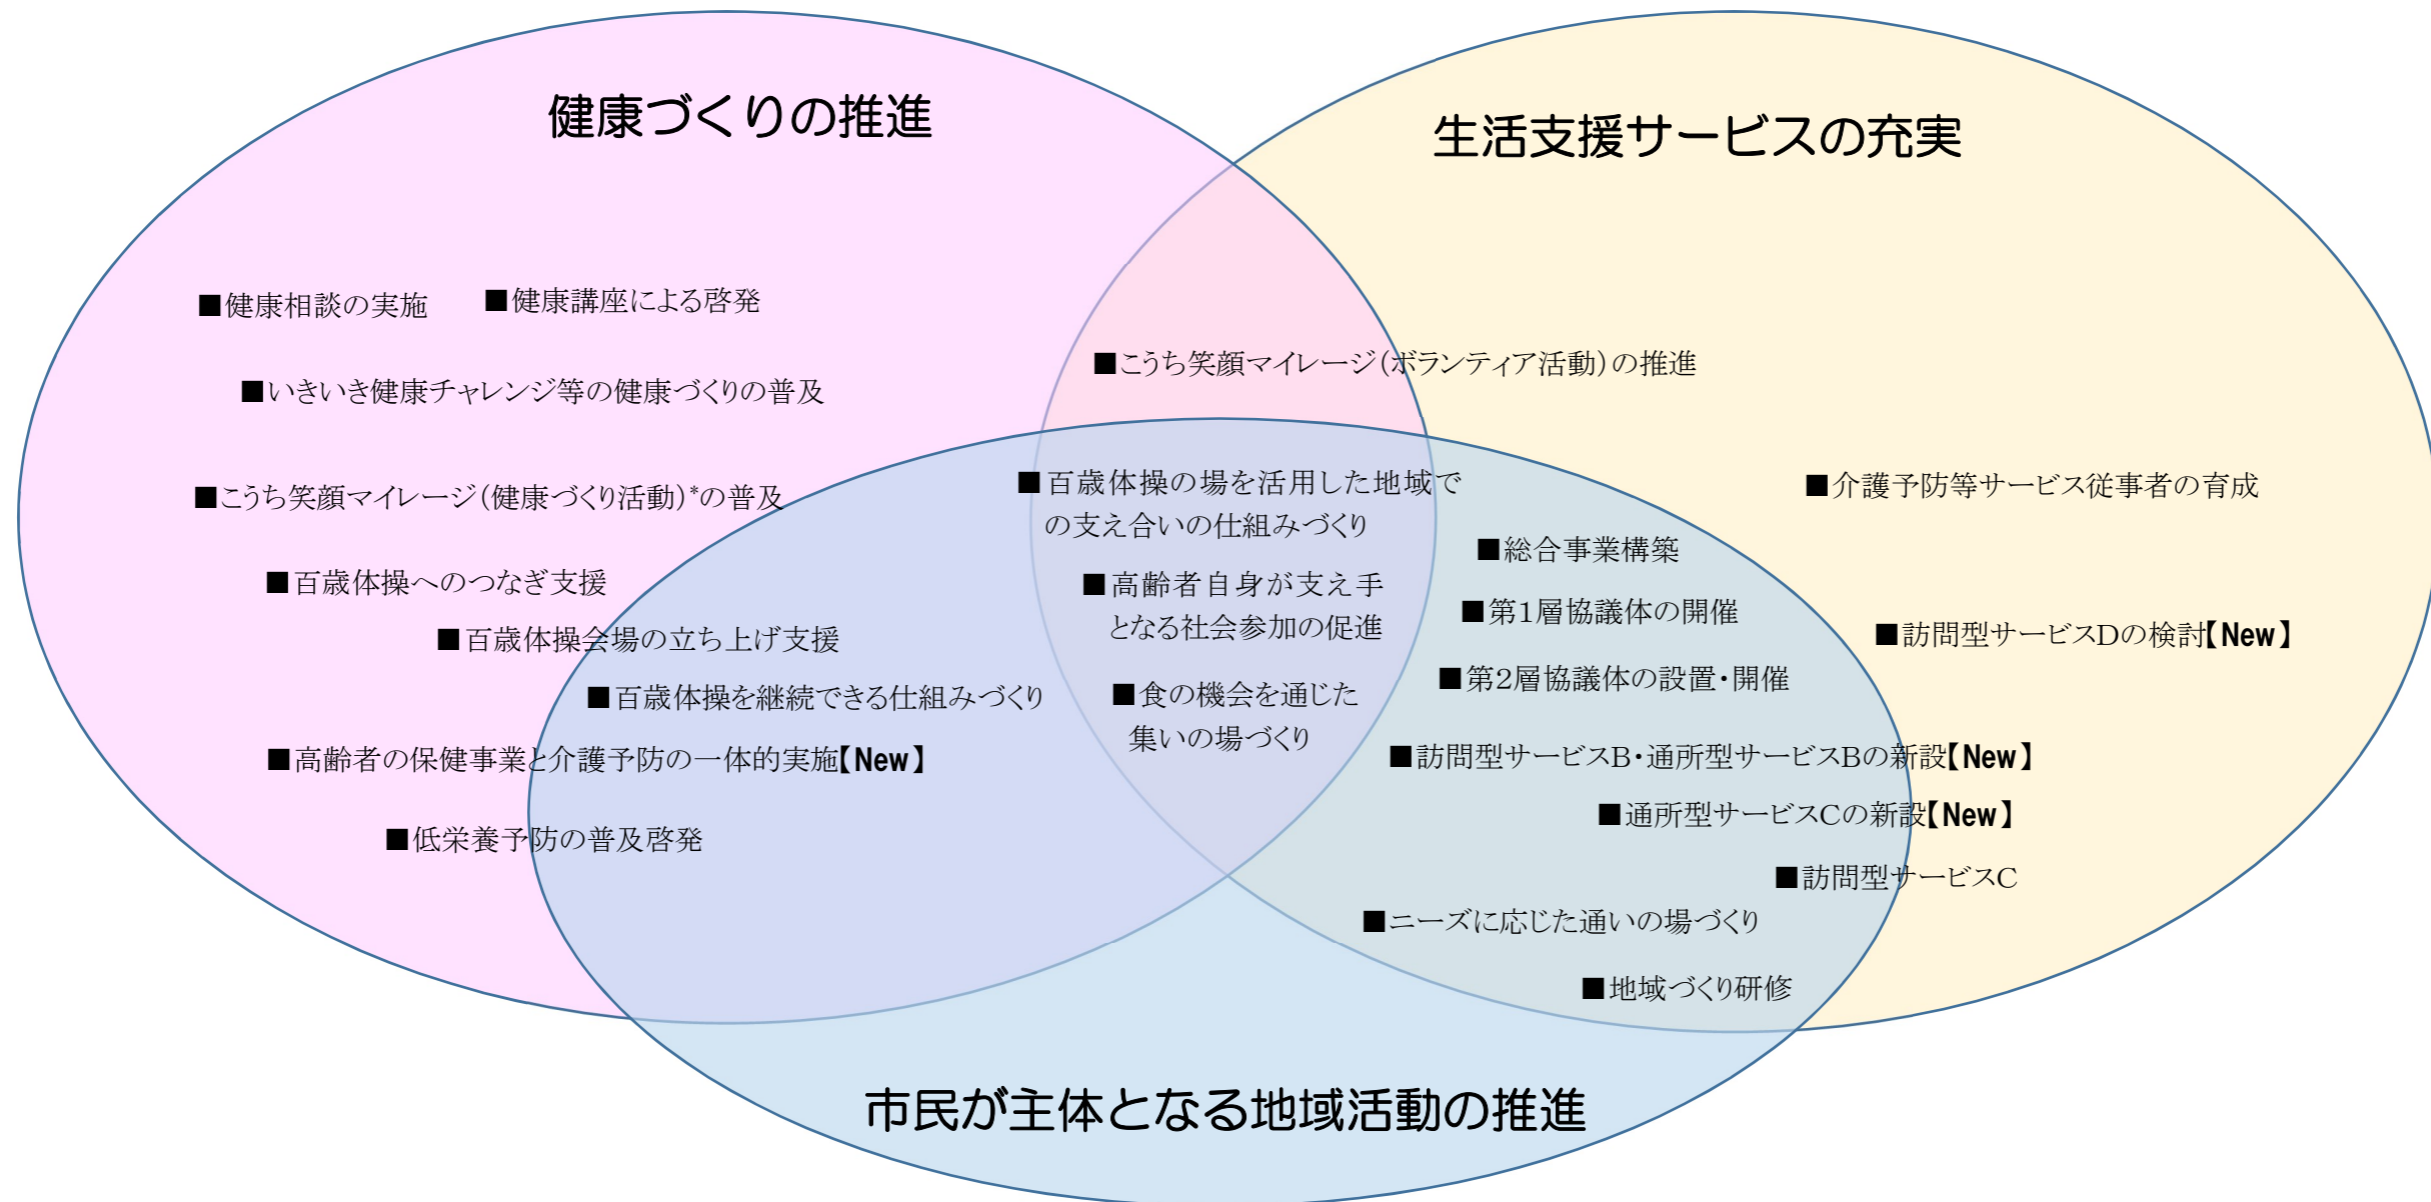 健康づくりの推進
生活支援サービスの充実
■健康相談の実施
■健康講座による啓発
■こうち笑顔マイレージ（ボランティア活動）の推進
■いきいき健康チャレンジ等の健康づくりの普及
■こうち笑顔マイレージ（健康づくり活動）*の普及
■百歳体操の場を活用した地域で
の支え合いの仕組みづくり
■介護予防等サービス従事者の育成
■総合事業構築
■百歳体操へのつなぎ支援
■高齢者自身が支え手
となる社会参加の促進
■第1層協議体の開催
■百歳体操会場の立ち上げ支援
■訪問型サービスDの検討【New】
■第2層協議体の設置・開催
■百歳体操を継続できる仕組みづくり
■食の機会を通じた
集いの場づくり
■高齢者の保健事業と介護予防の一体的実施【New】
■訪問型サービスB・通所型サービスBの新設【New】
■通所型サービスCの新設【New】
■低栄養予防の普及啓発
■訪問型サービスC
■ニーズに応じた通いの場づくり
■地域づくり研修
市民が主体となる地域活動の推進